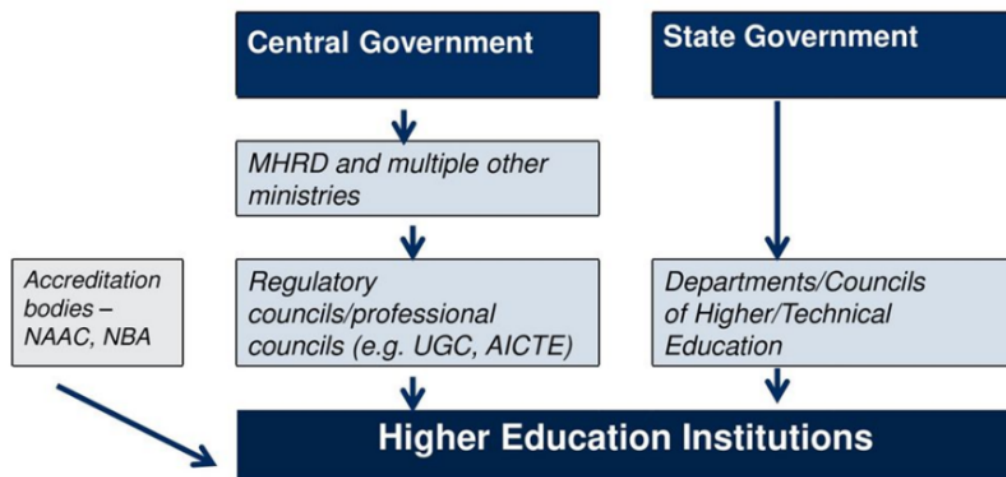 Central Government
State Government
MHRD and multiple other
ministries
Accreditation
bodies –
NAAC, NBA
Regulatory
councils/professional
councils (e.g. UGC, AICTE)
Departments/Councils
of Higher/Technical
Education
Higher Education Institutions